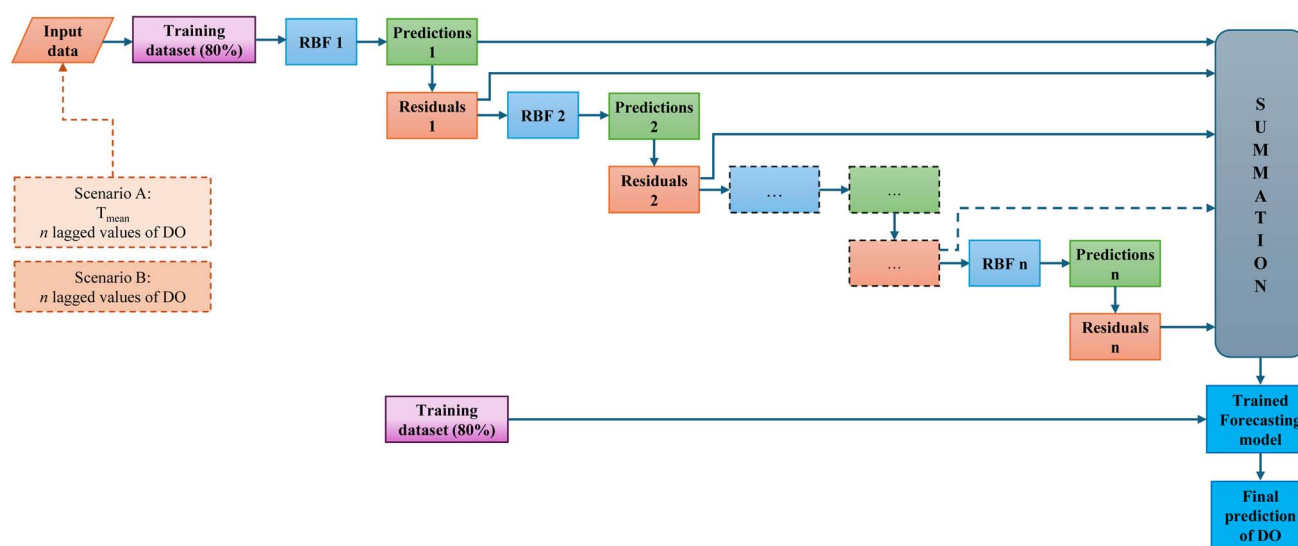 Input
data
Training
dataset (80%)
RBF 1
Predictions
1
Residuals
1
RBF 2
Predictions
2
Residuals
2
...
...
...
RBF n
Predictions
n
Residuals
n
S
U
M
M
A
T
I
O
N
Scenario A:
Tmean
n lagged values of DO
Scenario B:
n lagged values of DO
Training
dataset (80%)
Trained
Forecasting
model
Final
prediction
of DO